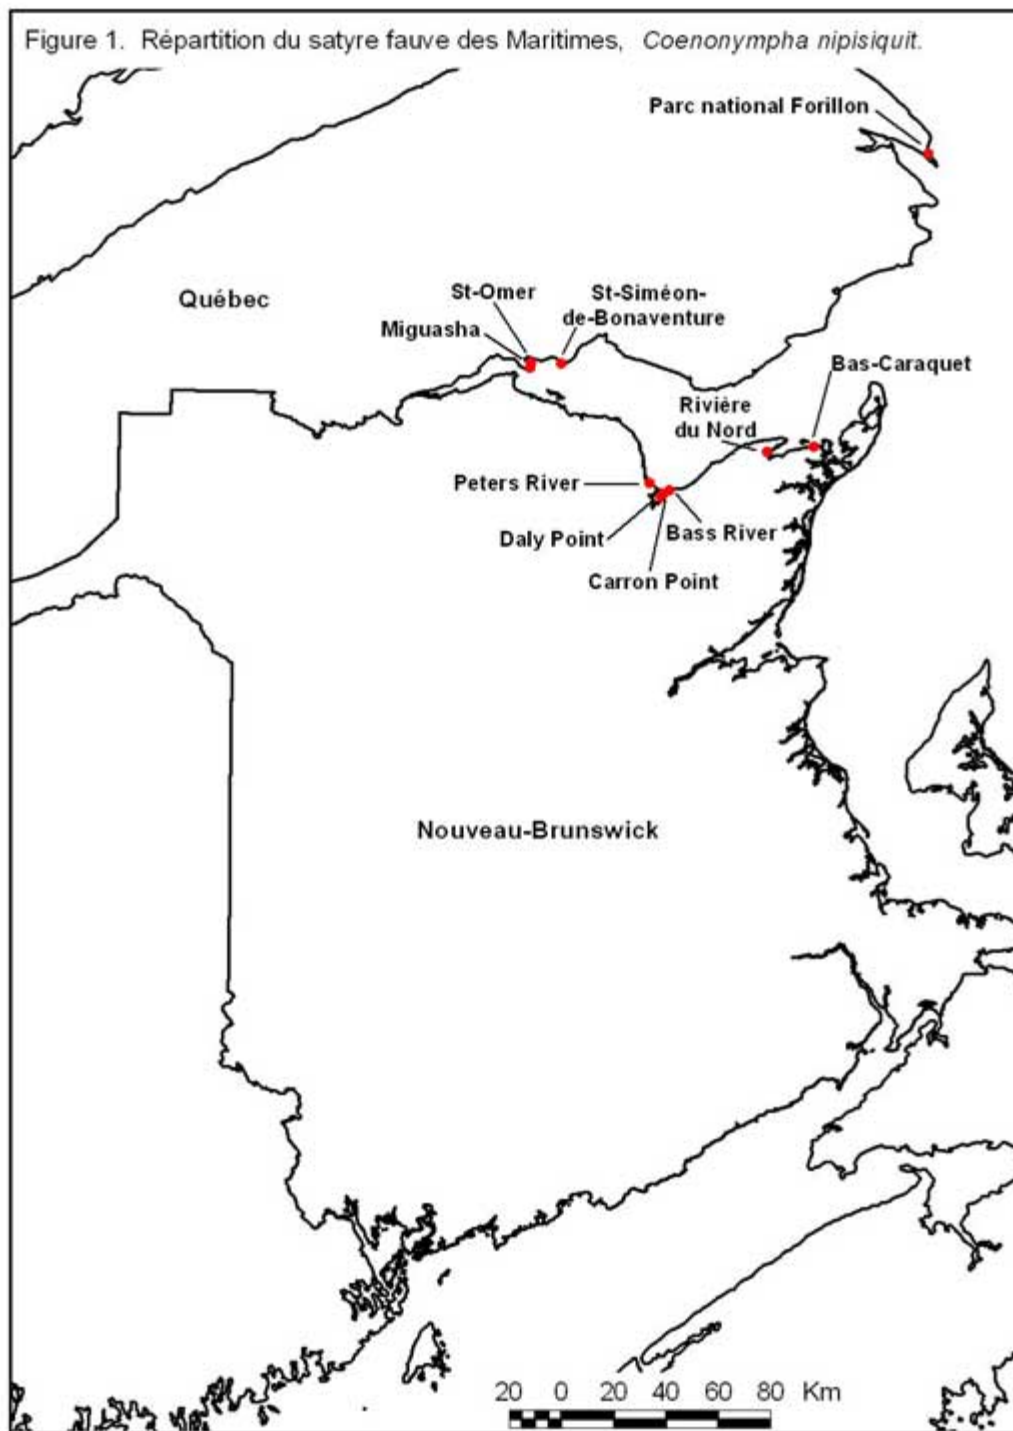 Figure 1. Répartition du satyre fauve des Maritimes, Coenonympha nipisiquit.
Parc national Forillon
Québec
St-Omer
Miguasha
St-Siméon-
de-Bonaventure
Bas-Caraquet
Rivière
du Nord
Peters River
Daly Point
Bass River
Carron Point
Nouveau-Brunswick
20 0 20 40 60 80 Km